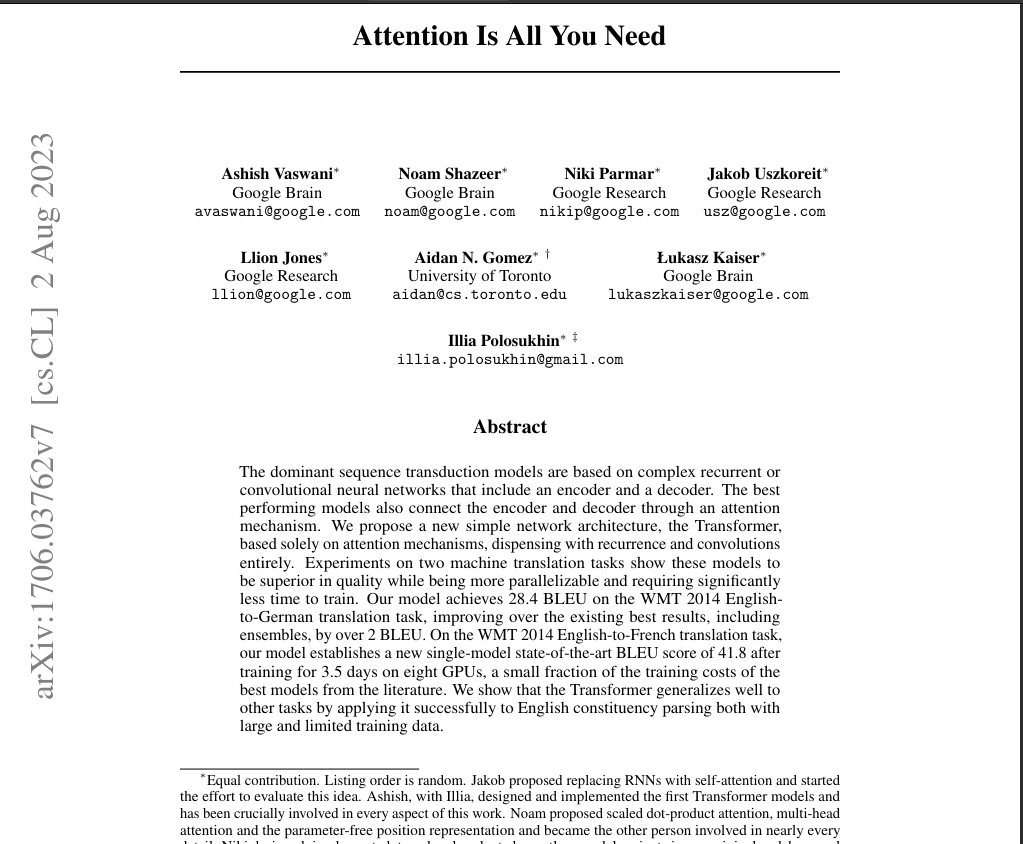 Attention Is All You Need
Ashish Vaswani* Noam Shazeer* Niki Parmar* Jakob Uszkoreit*
Google Brain Google Brain Google Research Google Research
avaswani@google.com noam@google.com nikip@google.com usz@google.com
Llion Jones* Aidan N. Gomez* † Łukasz Kaiser*
Google Research University of Toronto Google Brain
llion@google.com aidan@cs.toronto.edu lukaszkaiser@google.com
Illia Polosukhin* ‡
illia.polosukhin@gmail.com
Abstract
The dominant sequence transduction models are based on complex recurrent or
convolutional neural networks that include an encoder and a decoder. The best
performing models also connect the encoder and decoder through an attention
mechanism. We propose a new simple network architecture, the Transformer,
based solely on attention mechanisms, dispensing with recurrence and convolutions
entirely. Experiments on two machine translation tasks show these models to
be superior in quality while being more parallelizable and requiring significantly
less time to train. Our model achieves 28.4 BLEU on the WMT 2014 English-
to-German translation task, improving over the existing best results, including
ensembles, by over 2 BLEU. On the WMT 2014 English-to-French translation task,
our model establishes a new single-model state-of-the-art BLEU score of 41.8 after
training for 3.5 days on eight GPUs, a small fraction of the training costs of the
best models from the literature. We show that the Transformer generalizes well to
other tasks by applying it successfully to English constituency parsing both with
large and limited training data.
*Equal contribution. Listing order is random. Jakob proposed replacing RNNs with self-attention and started
the effort to evaluate this idea. Ashish, with Illia, designed and implemented the first Transformer models and
has been crucially involved in every aspect of this work. Noam proposed scaled dot-product attention, multi-head
attention and the parameter-free position representation and became the other person involved in nearly every
arXiv:1706.03762v7 [cs.CL] 2 Aug 2023